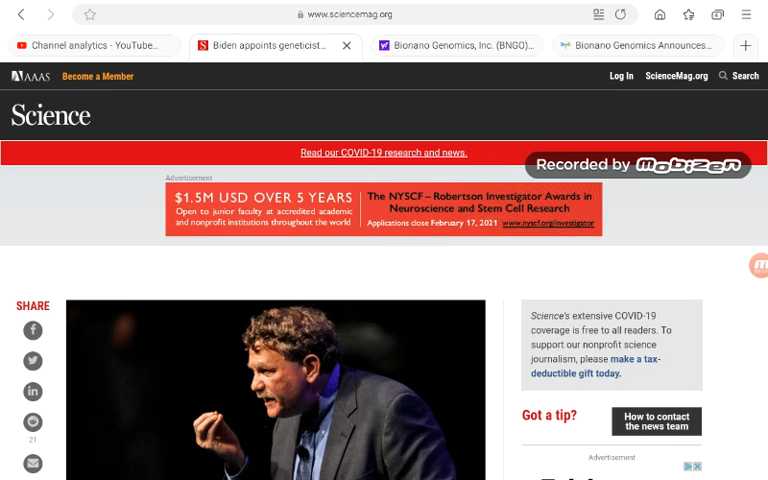 www.sciencemag.org
Channel analytics - YouTube...
Biden appoints geneticist...
Bionano Genomics, Inc. (BNGO)...
Bionano Genomics Announces...
AAAS
Become a Member
Log In
ScienceMag.org
Search
Science
Read our COVID-19 research and news.
Recorded by mobizen
Advertisement
$1.5M USD OVER 5 YEARS
Open to junior faculty at accredited academic
and nonprofit institutions throughout the world
The NYSCF – Robertson Investigator Awards in
Neuroscience and Stem Cell Research
Applications close February 17, 2021 www.nyscf.org/investigator
SHARE
21
Science's extensive COVID-19
coverage is free to all readers. To
support our nonprofit science
journalism, please make a tax-
deductible gift today.
Got a tip?
How to contact
the news team
Advertisement